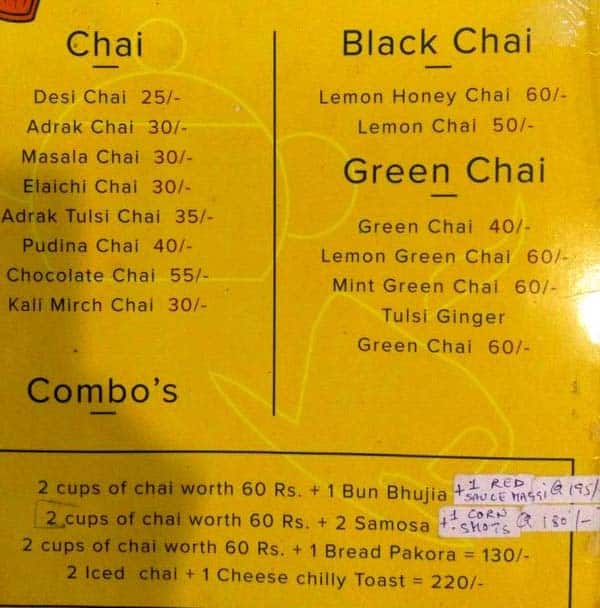 Chai
Desi Chai 25/-
Adrak Chai 30/-
Masala Chai 30/-
Elaichi Chai 30/-
Adrak Tulsi Chai 35/-
Pudina Chai 40/-
Chocolate Chai 55/-
Kali Mirch Chai 30/-
Black Chai
Lemon Honey Chai 60/-
Lemon Chai 50/-
Green Chai
Green Chai 40/-
Lemon Green Chai 60/-
Mint Green Chai 60/-
Tulsi Ginger
Green Chai 60/-
Combo's
2 cups of chai worth 60 Rs. + 1 Bun Bhujia +1 RED SAUCE MAGGI @ 195/
2 cups of chai worth 60 Rs. + 2 Samosa +1 CORN SHOTS @ 180/-
2 cups of chai worth 60 Rs. + 1 Bread Pakora = 130/-
2 Iced chai + 1 Cheese chilly Toast = 220/-